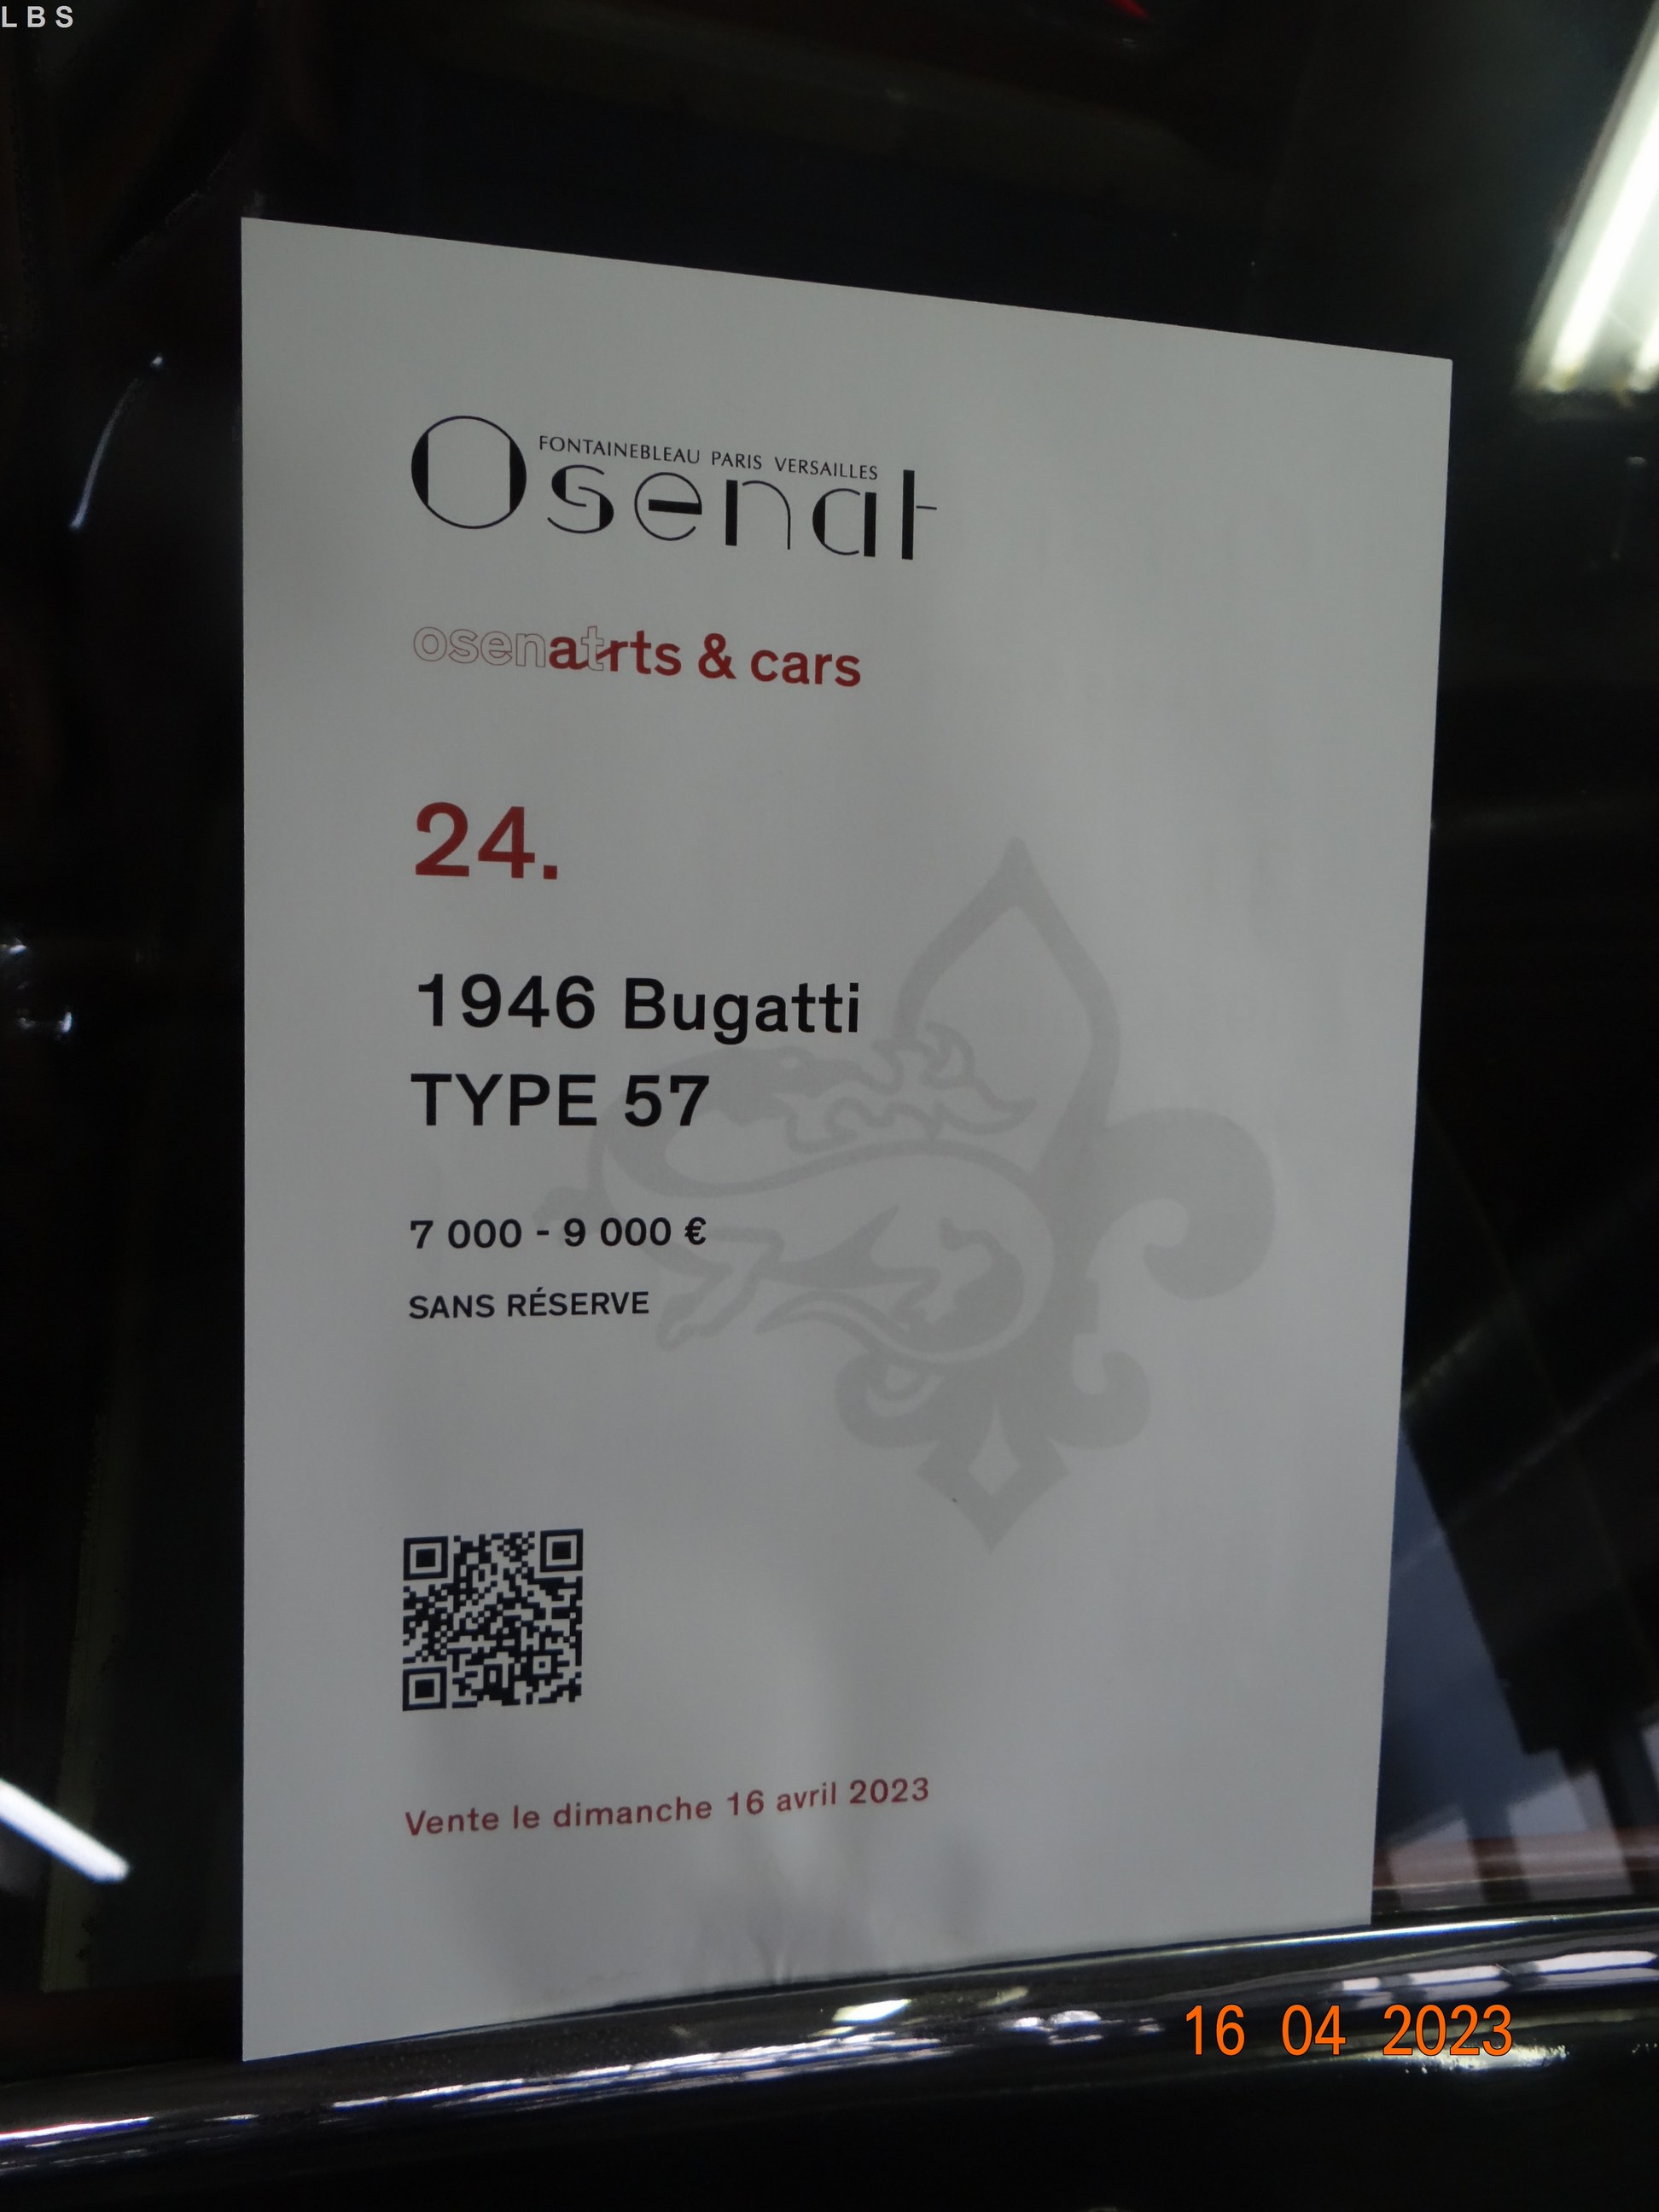 LBS
FONTAINEBLEAU PARIS VERSAILLES
Osenat
osenatrts & cars
24.
1946 Bugatti
TYPE 57
7 000 - 9 000 €
SANS RÉSERVE
Vente le dimanche 16 avril 2023
16 04 2023